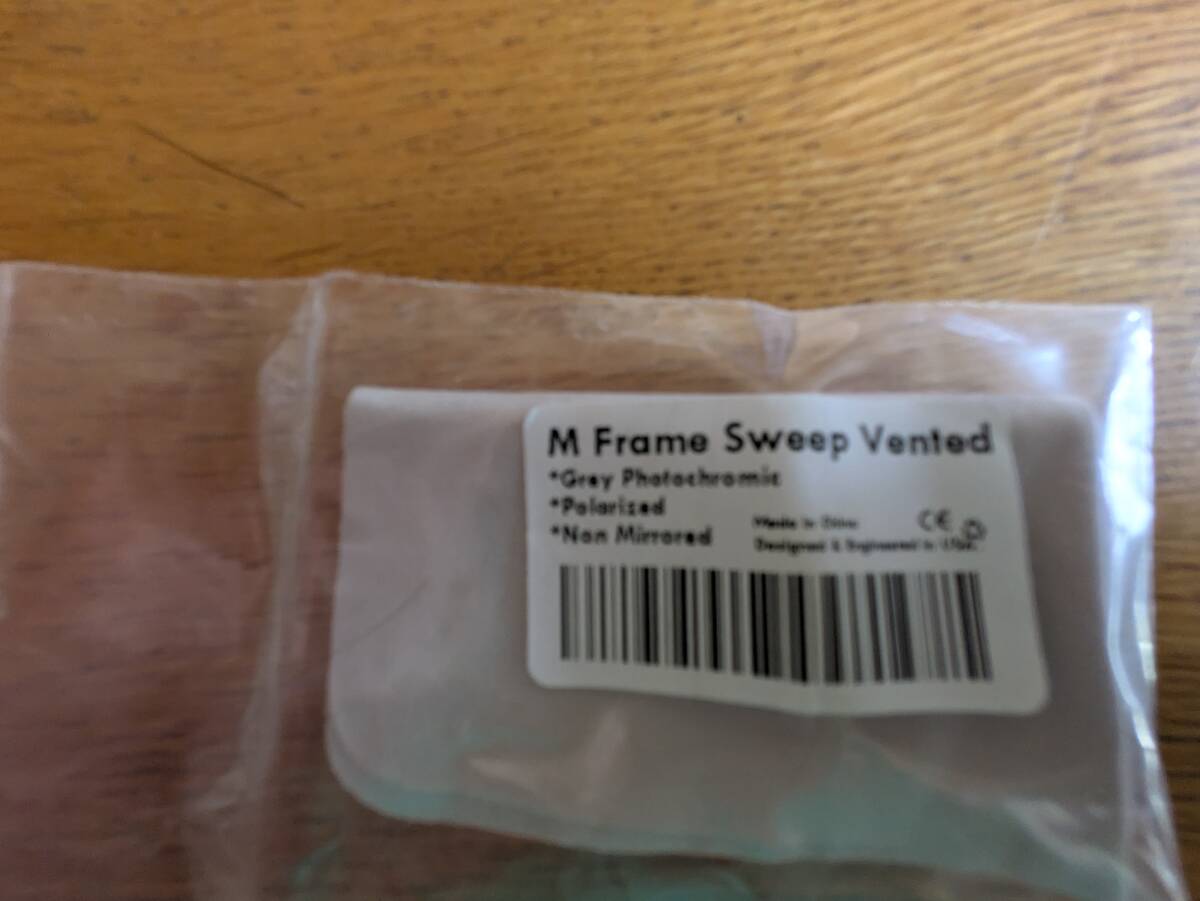 M Frame Sweep Vented
*Grey Photochromic
*Polarized
*Non Mirrored
Made in China
CE
Designed & Engineered in USA